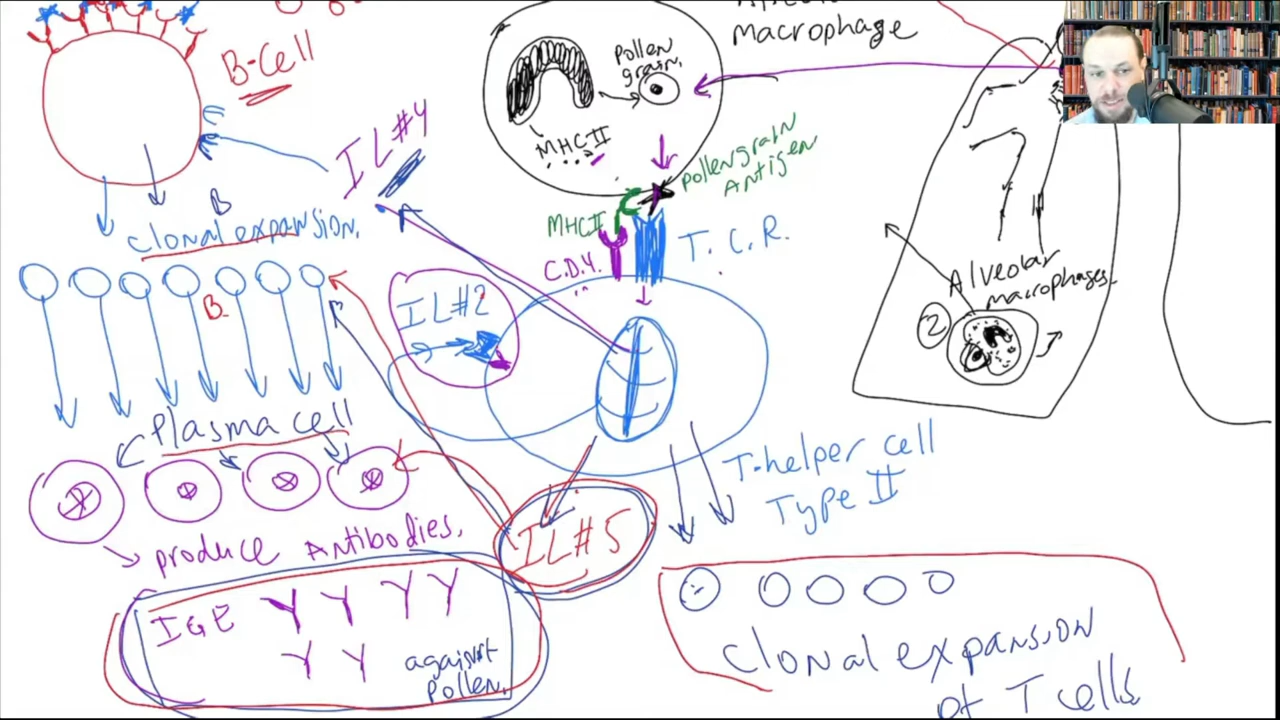 B-Cell
macrophage
Pollen
grain.
MHC II
Pollengrain
Antigen
IL#4
MHC II
T.C.R.
C.D.4.
B
clonal expansion.
Alveolar
macrophages.
2
IL#2
B.
Plasma cell
T-helper cell
Type II
produce Antibodies.
IL#5
IGE
against
pollen.
clonal expansion
of T cells